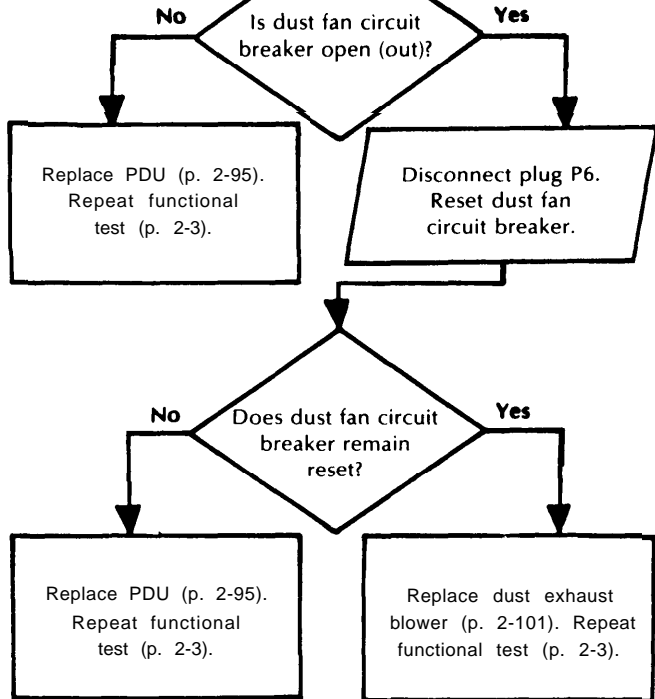 No
Is dust fan circuit
breaker open (out)?
Yes
Replace PDU (p. 2-95).
Repeat functional
test (p. 2-3).
Disconnect plug P6.
Reset dust fan
circuit breaker.
No
Does dust fan circuit
breaker remain
reset?
Yes
Replace PDU (p. 2-95).
Repeat functional
test (p. 2-3).
Replace dust exhaust
blower (p. 2-101). Repeat
functional test (p. 2-3).